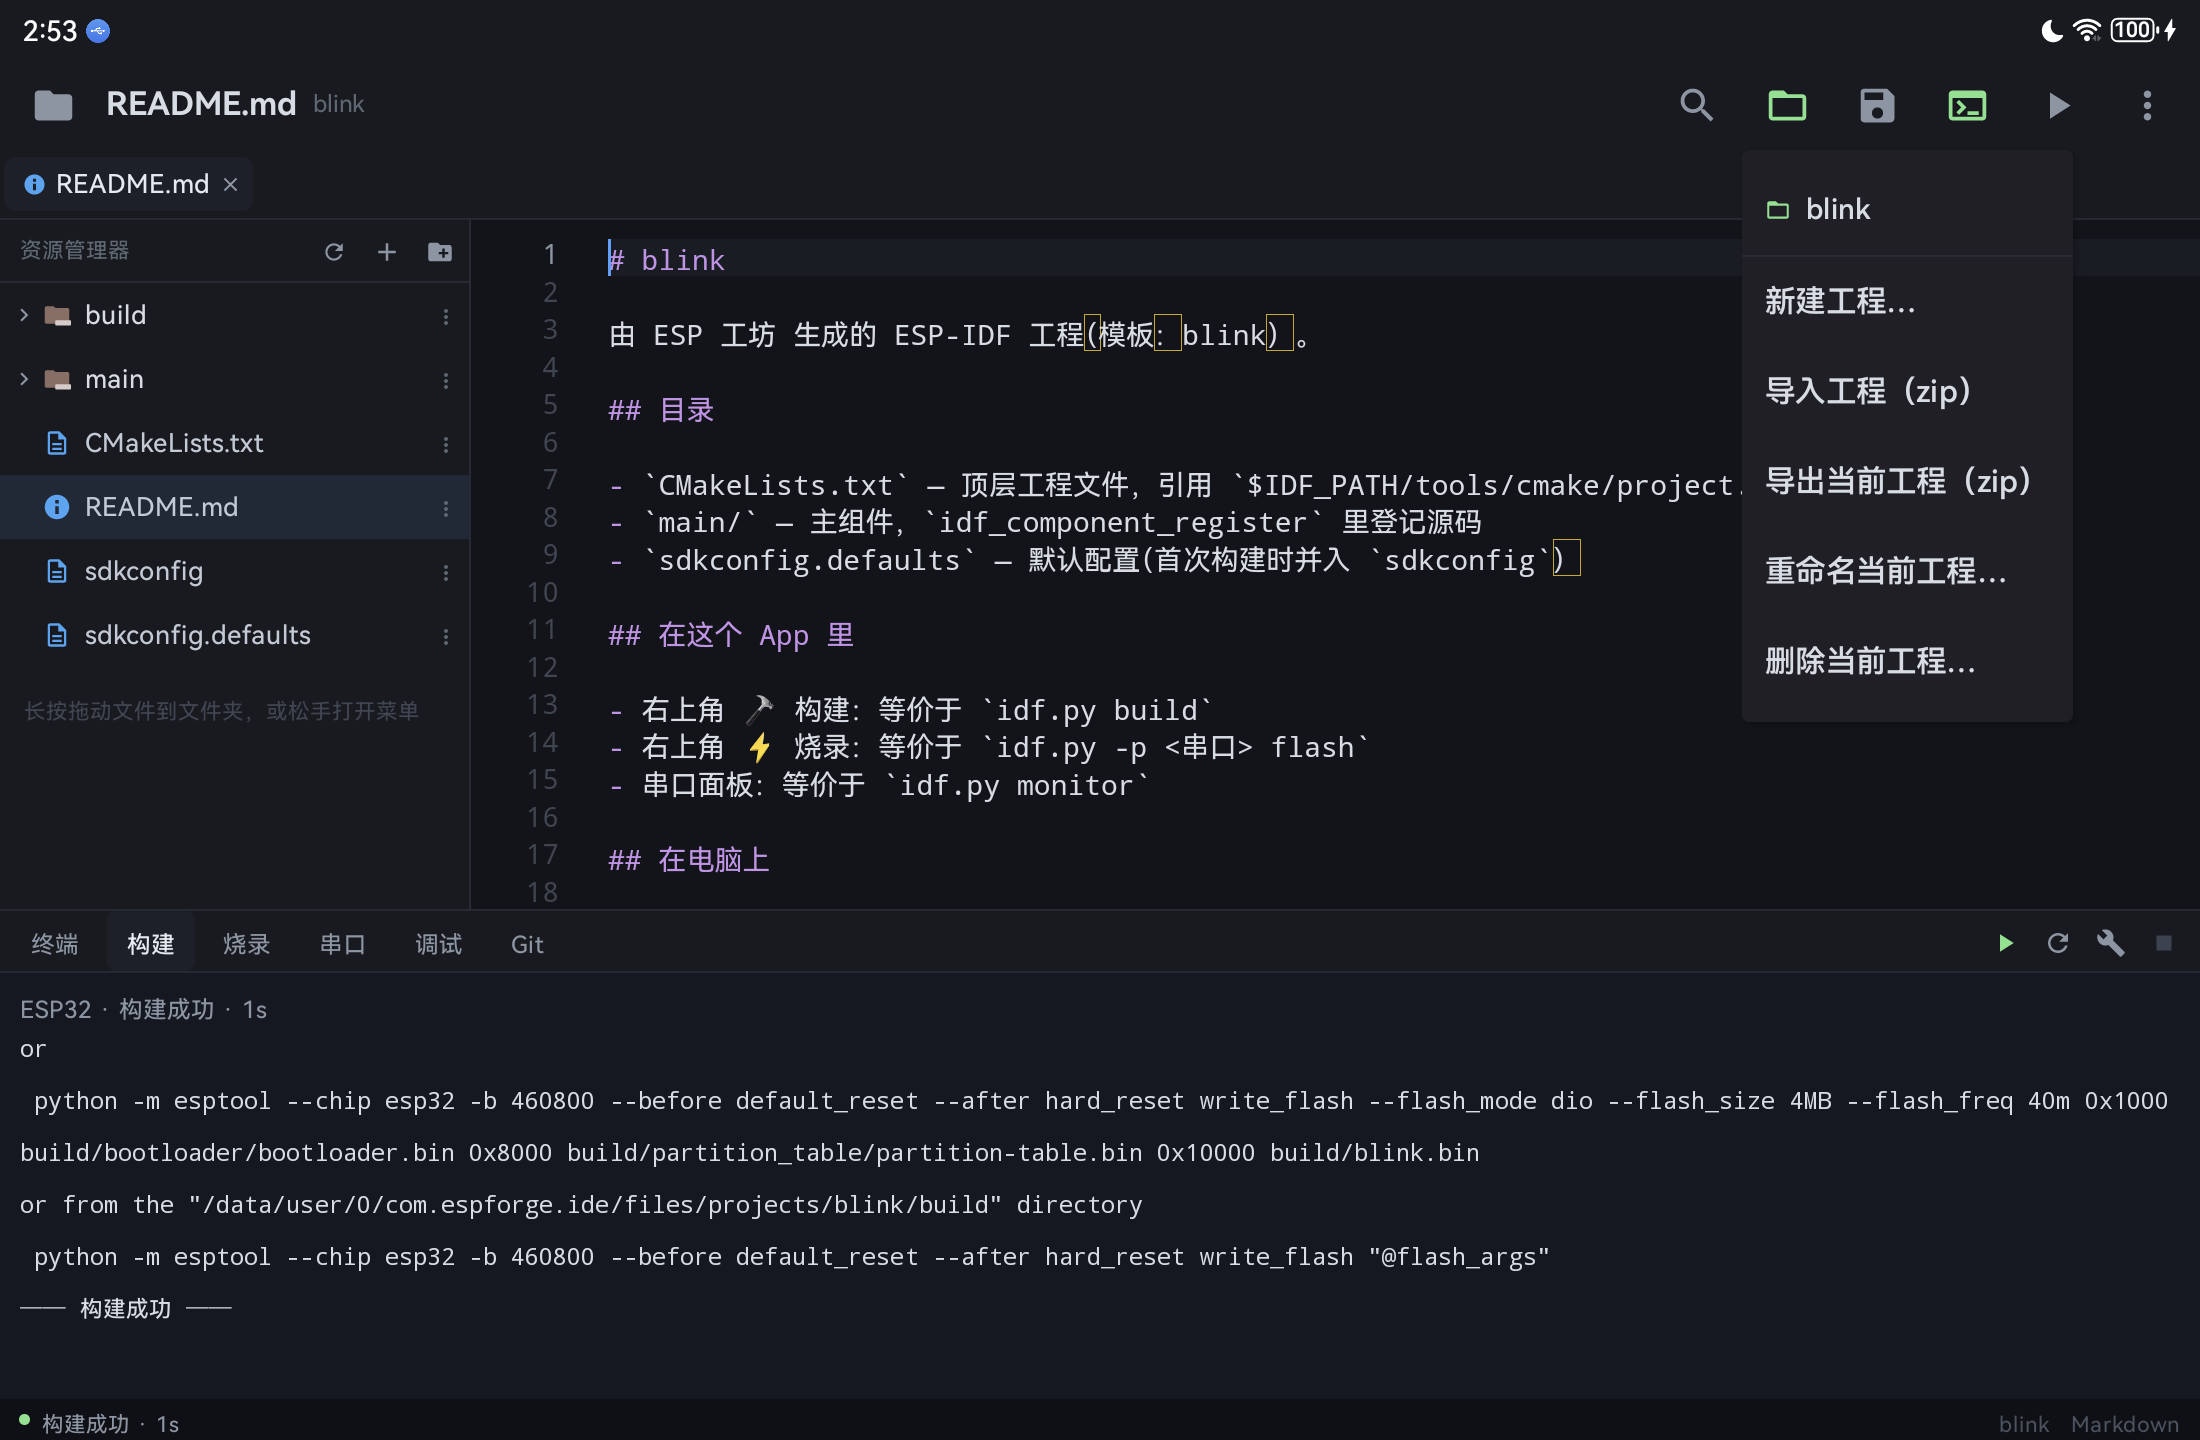 2:53
100
README.md blink
README.md
资源管理器
build
main
CMakeLists.txt
README.md
sdkconfig
sdkconfig.defaults
长按拖动文件到文件夹，或松手打开菜单
1 # blink
2
3 由 ESP 工坊 生成的 ESP-IDF 工程(模板：blink）。
4
5 ## 目录
6
7 - `CMakeLists.txt` — 顶层工程文件，引用 `$IDF_PATH/tools/cmake/project.
8 - `main/` — 主组件，`idf_component_register` 里登记源码
9 - `sdkconfig.defaults` — 默认配置(首次构建时并入 `sdkconfig`）
10
11 ## 在这个 App 里
12
13 - 右上角 🔨 构建：等价于 `idf.py build`
14 - 右上角 ⚡ 烧录：等价于 `idf.py -p <串口> flash`
15 - 串口面板：等价于 `idf.py monitor`
16
17 ## 在电脑上
18
blink
新建工程...
导入工程（zip）
导出当前工程（zip）
重命名当前工程...
删除当前工程...
终端 构建 烧录 串口 调试 Git
ESP32 · 构建成功 · 1s
or
python -m esptool --chip esp32 -b 460800 --before default_reset --after hard_reset write_flash --flash_mode dio --flash_size 4MB --flash_freq 40m 0x1000
build/bootloader/bootloader.bin 0x8000 build/partition_table/partition-table.bin 0x10000 build/blink.bin
or from the "/data/user/0/com.espforge.ide/files/projects/blink/build" directory
python -m esptool --chip esp32 -b 460800 --before default_reset --after hard_reset write_flash "@flash_args"
—— 构建成功 ——
构建成功 · 1s
blink Markdown